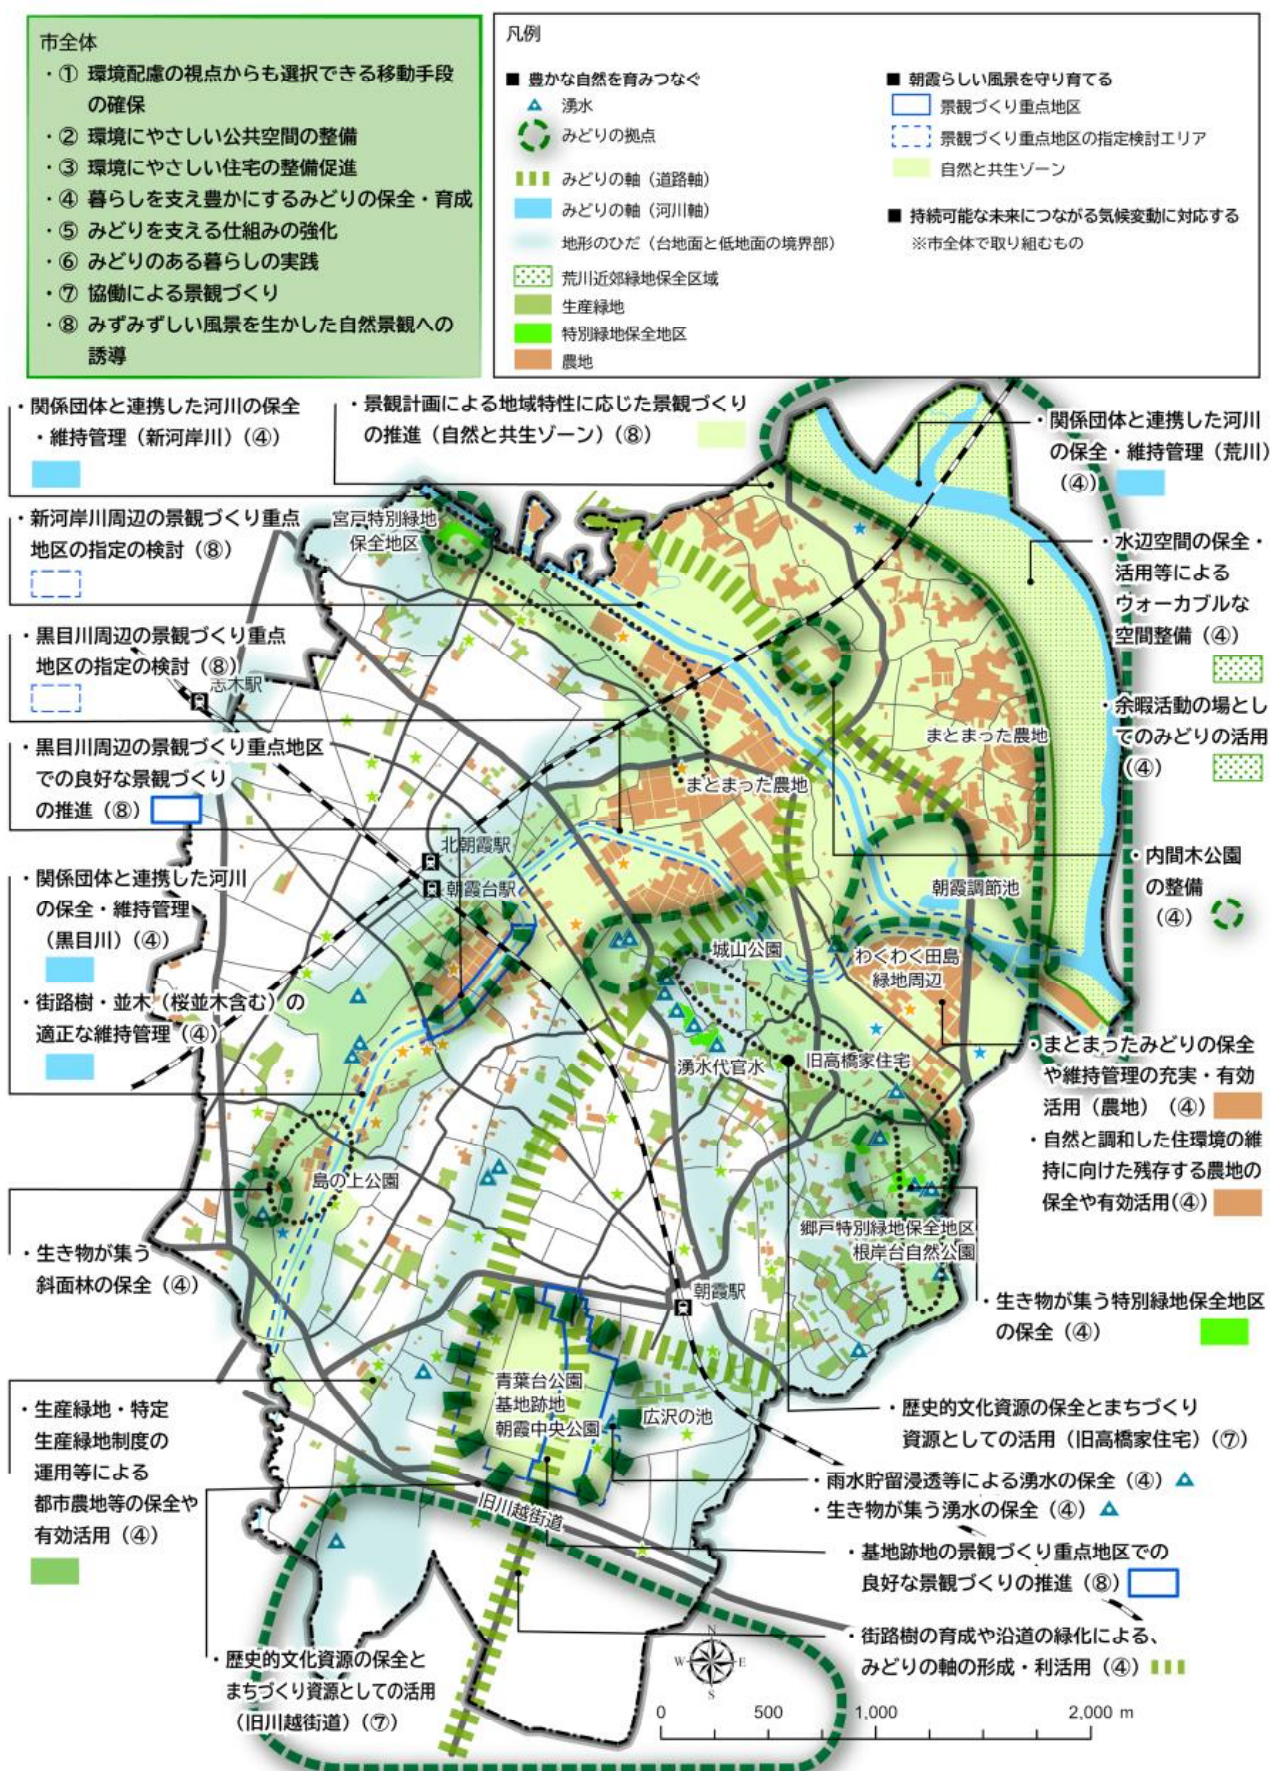 市全体
・① 環境配慮の視点からも選択できる移動手段
の確保
・② 環境にやさしい公共空間の整備
・③ 環境にやさしい住宅の整備促進
・④ 暮らしを支え豊かにするみどりの保全・育成
・⑤ みどりを支える仕組みの強化
・⑥ みどりのある暮らしの実践
・⑦ 協働による景観づくり
・⑧ みずみずしい風景を生かした自然景観への
誘導
凡例
■ 豊かな自然を育みつなぐ
湧水
みどりの拠点
みどりの軸（道路軸）
みどりの軸（河川軸）
地形のひだ（台地面と低地面の境界部）
荒川近郊緑地保全区域
生産緑地
特別緑地保全地区
農地
■ 朝霞らしい風景を守り育てる
景観づくり重点地区
景観づくり重点地区の指定検討エリア
自然と共生ゾーン
■ 持続可能な未来につながる気候変動に対応する
※市全体で取り組むもの
・関係団体と連携した河川の保全
・維持管理（新河岸川）（④）
・景観計画による地域特性に応じた景観づくり
の推進（自然と共生ゾーン）（⑧）
・関係団体と連携した河川
の保全・維持管理（荒川）
（④）
・新河岸川周辺の景観づくり重点
地区の指定の検討（⑧）
宮戸特別緑地
保全地区
・水辺空間の保全・
活用等による
ウォーカブルな
空間整備（④）
・黒目川周辺の景観づくり重点
地区の指定の検討（⑧）
志木駅
・余暇活動の場とし
てのみどりの活用
（④）
まとまった農地
・黒目川周辺の景観づくり重点地区
での良好な景観づくり
の推進（⑧）
まとまった農地
北朝霞駅
朝霞台駅
・内間木公園
の整備
（④）
朝霞調節池
・関係団体と連携した河川
の保全・維持管理
（黒目川）（④）
城山公園
わくわく田島
緑地周辺
・街路樹・並木（桜並木含む）の
適正な維持管理（④）
湧水代官水
旧高橋家住宅
・まとまったみどりの保全
や維持管理の充実・有効
活用（農地）（④）
・自然と調和した住環境の維
持に向けた残存する農地の
保全や有効活用（④）
島の上公園
郷戸特別緑地保全地区
根岸台自然公園
・生き物が集う
斜面林の保全（④）
朝霞駅
・生き物が集う特別緑地保全地区
の保全（④）
青葉台公園
基地跡地
朝霞中央公園
広沢の池
・生産緑地・特定
生産緑地制度の
運用等による
都市農地等の保全や
有効活用（④）
・歴史的文化資源の保全とまちづくり
資源としての活用（旧高橋家住宅）（⑦）
・雨水貯留浸透等による湧水の保全（④）
・生き物が集う湧水の保全（④）
旧川越街道
・基地跡地の景観づくり重点地区での
良好な景観づくりの推進（⑧）
・街路樹の育成や沿道の緑化による、
みどりの軸の形成・利活用（④）
・歴史的文化資源の保全と
まちづくり資源としての活用
（旧川越街道）（⑦）
N
W E
S
0 500 1,000 2,000 m